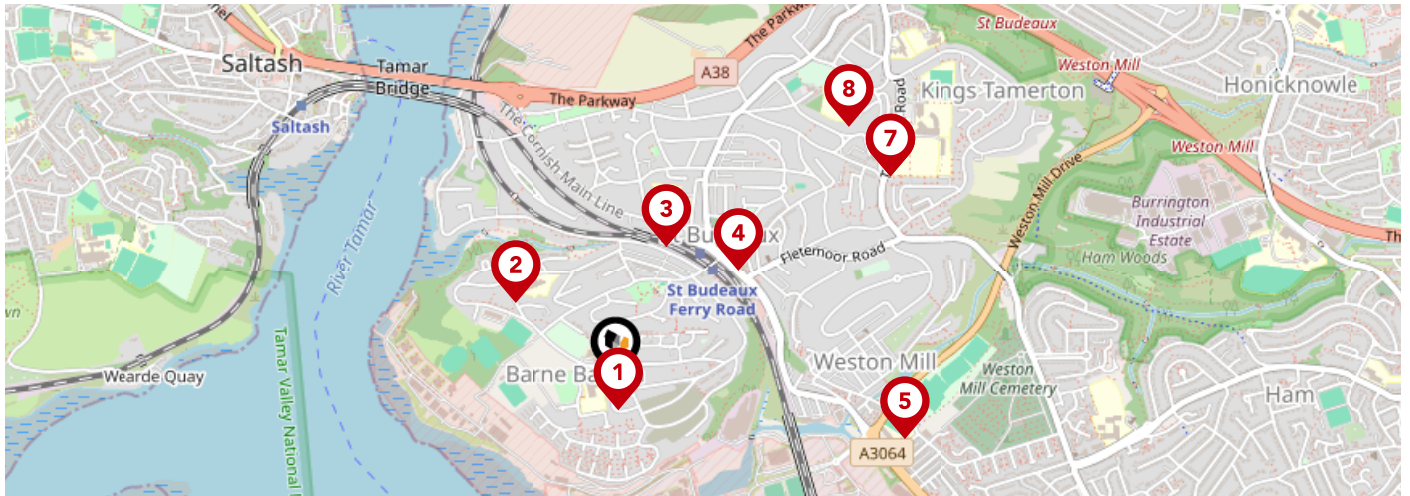 St Budeaux
Saltash
Tamar
Bridge
A38
The Parkway
The Parkway
Weston Mill
Honicknowle
Kings Tamerton
Road
8
7
Saltash
The Cornish Main Line
Weston Mill
Weston Mill Drive
River Tamar
3
4
Burrington
Industrial
Estate
Fletemoor Road
Ham Woods
2
St Budeaux
Ferry Road
1
Barne Ba
Wearde Quay
Tamar Valley National
Weston Mill
Weston
Mill Cemetery
Ham
5
A3064